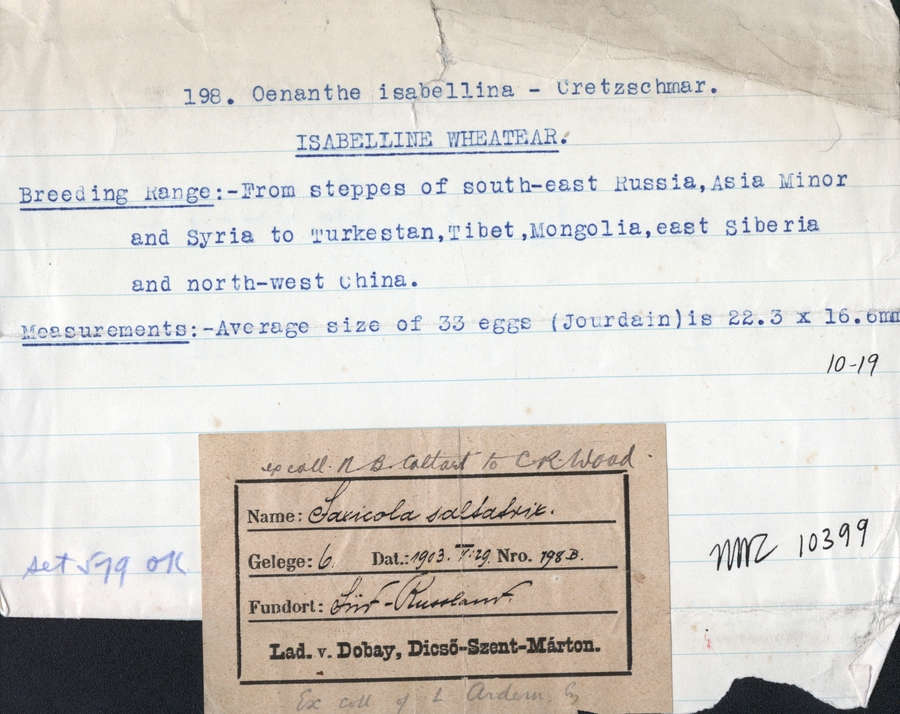 198. Oenanthe isabellina - Cretzschmar.
ISABELLINE WHEATEAR.
Breeding Range:-From steppes of south-east Russia,Asia Minor
and Syria to Turkestan,Tibet,Mongolia,east Siberia
and north-west China.
Measurements:-Average size of 33 eggs (Jourdain)is 22.3 x 16.6mm
10-19
ex coll. N B Coltart to C R Wood.
Name: Saxicola saltatrix.
Gelege: 6. Dat.: 1903. V. 29. Nro. 198 B.
Fundort: Süd-Russland.
Lad. v. Dobay, Dicső-Szent-Márton.
Ex coll of L Ardern
set 579 OK
10399